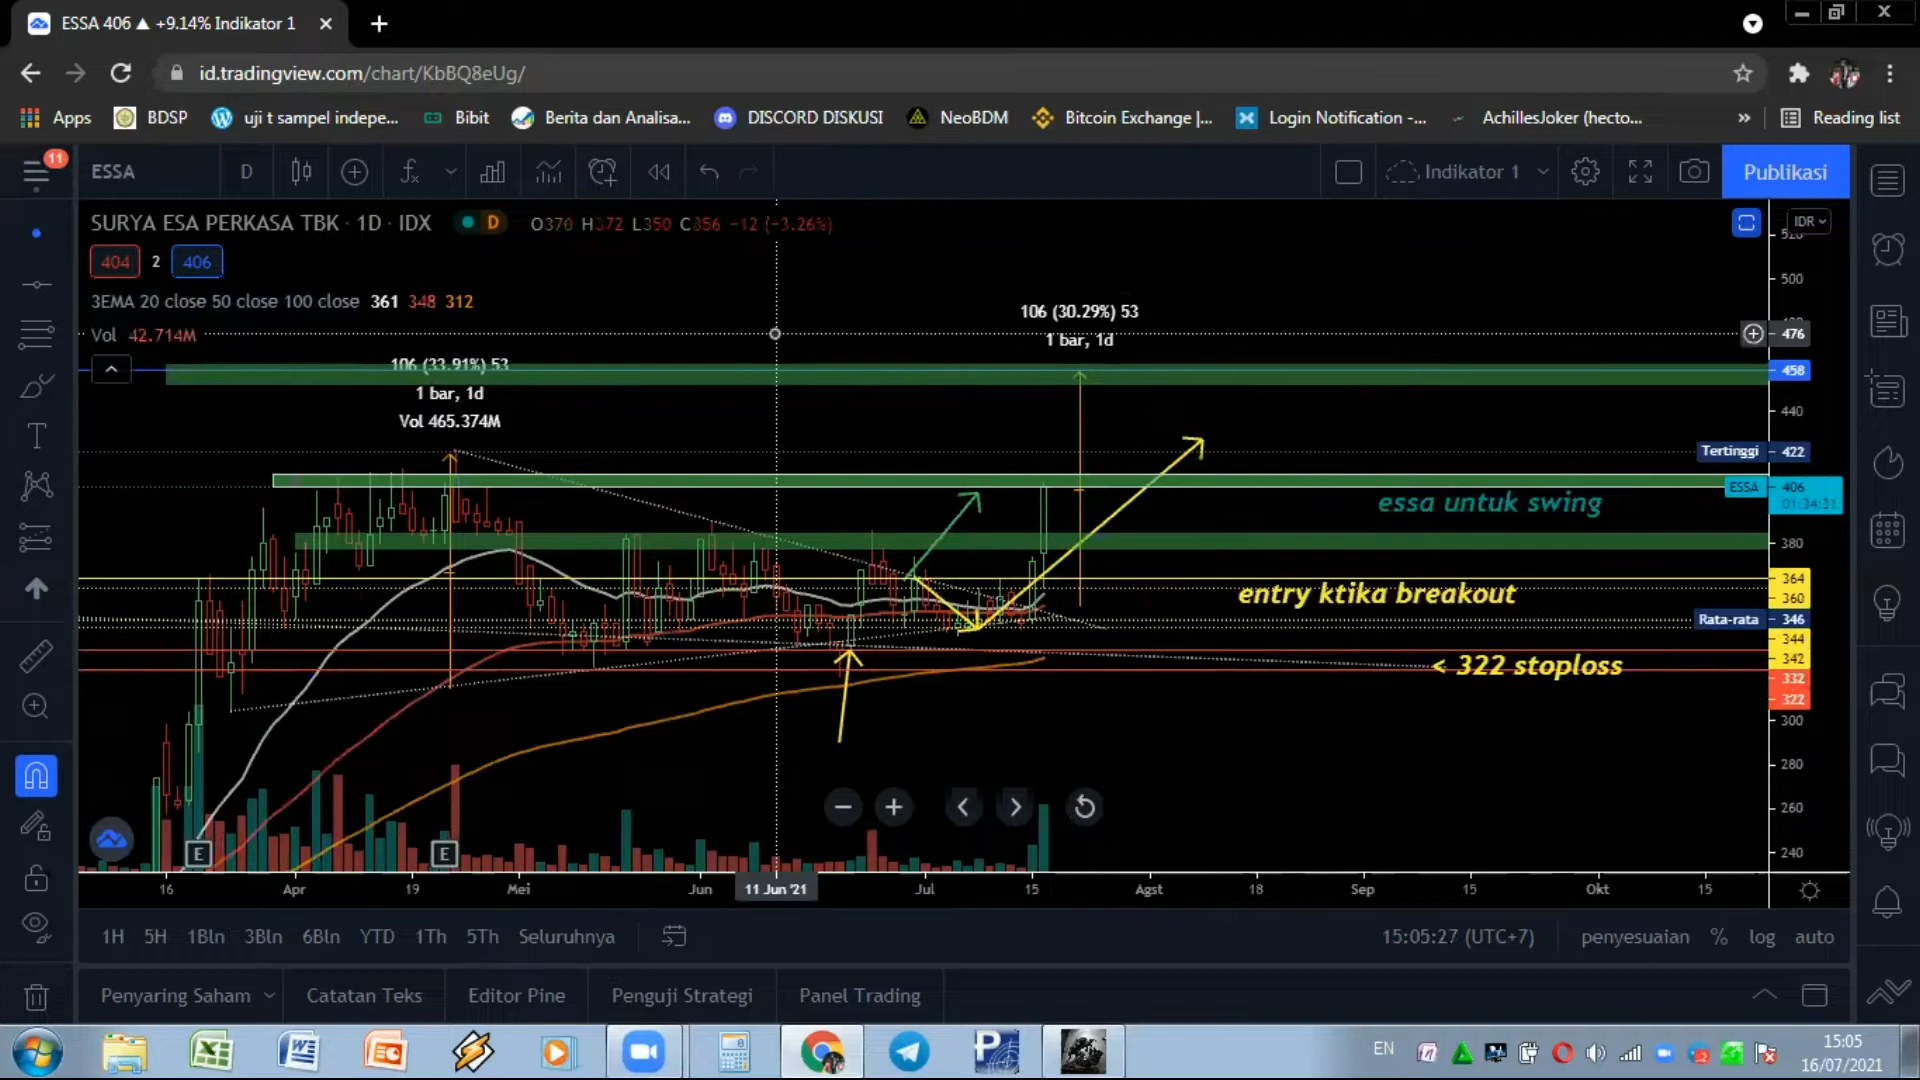 ESSA 406 ▲ +9.14% Indikator 1
id.tradingview.com/chart/KbBQ8eUg/
Apps BDSP uji t sampel indepe... Bibit Berita dan Analisa... DISCORD DISKUSI NeoBDM Bitcoin Exchange |... Login Notification -... AchillesJoker (hecto... » Reading list
11
ESSA D Indikator 1 Publikasi
SURYA ESA PERKASA TBK · 1D · IDX D O370 H372 L350 C356 −12 (−3.26%)
IDR
404 2 406
500
3EMA 20 close 50 close 100 close 361 348 312
106 (30.29%) 53
1 bar, 1d
Vol 42.714M
476
106 (33.91%) 53
458
1 bar, 1d
440
Vol 465.374M
Tertinggi 422
ESSA 406
01:34:31
essa untuk swing
380
364
entry ktika breakout
360
Rata-rata 346
344
342
< 322 stoploss
332
322
300
280
260
240
E E
16 Apr 19 Mei Jun 11 Jun '21 Jul 15 Agst 18 Sep 15 Okt 15
1H 5H 1Bln 3Bln 6Bln YTD 1Th 5Th Seluruhnya 15:05:27 (UTC+7) penyesuaian % log auto
Penyaring Saham Catatan Teks Editor Pine Penguji Strategi Panel Trading
EN
15:05
16/07/2021